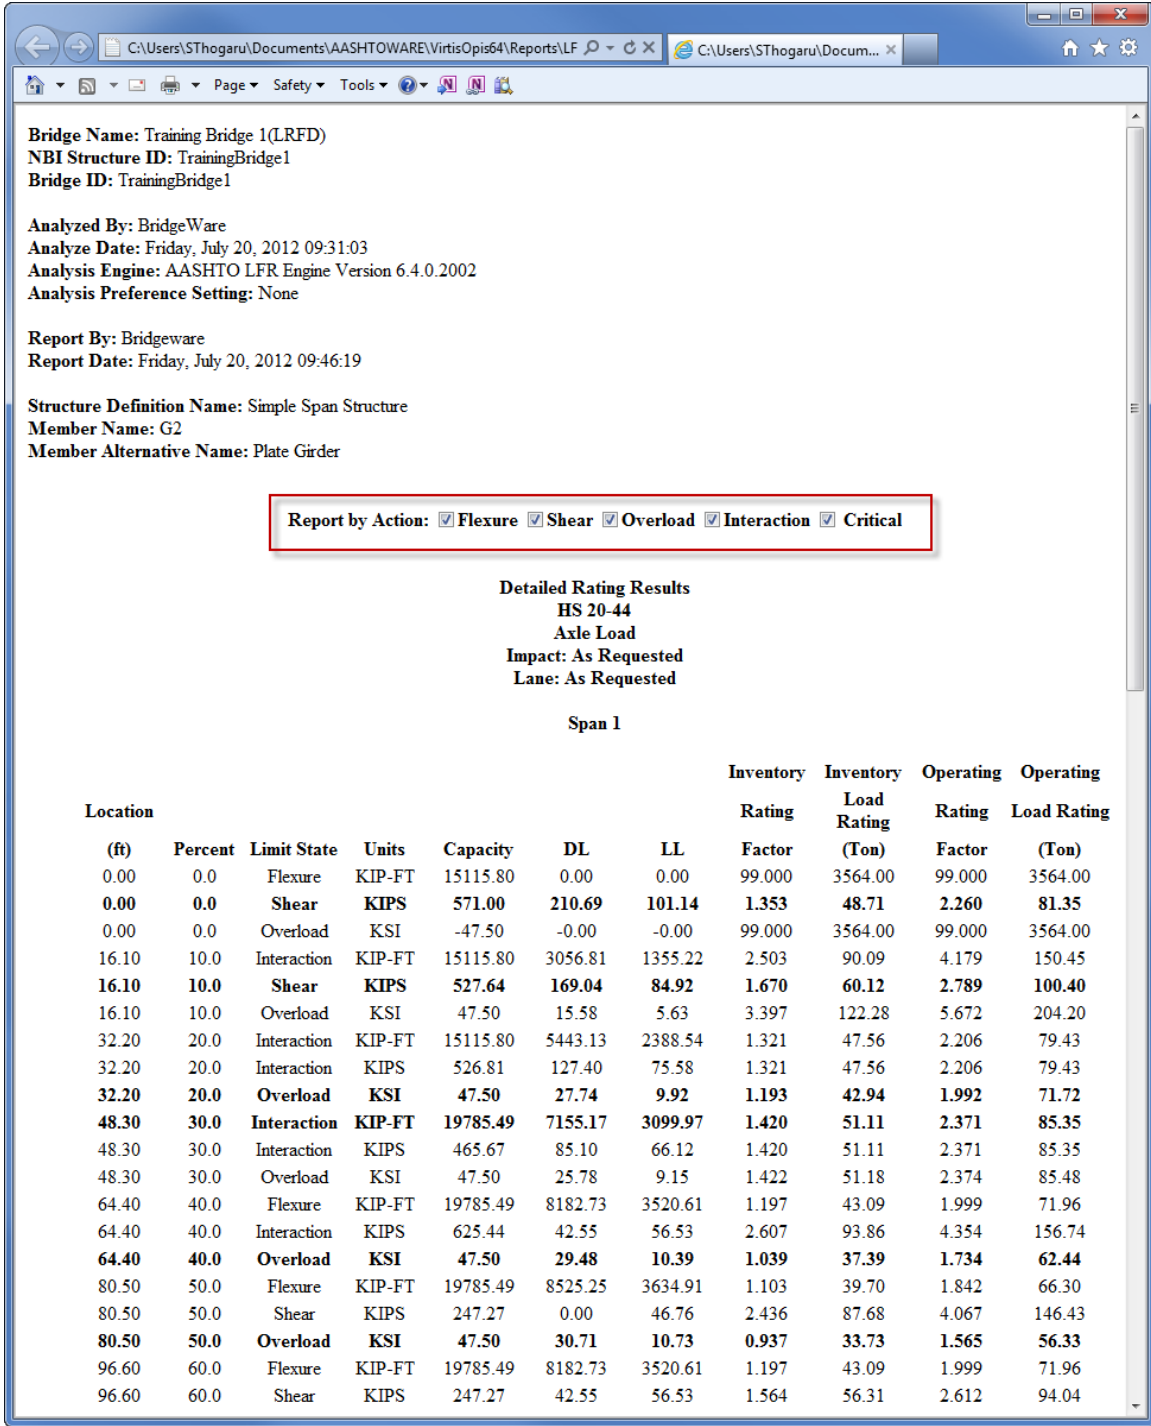 C:\Users\SThogaru\Documents\AASHTOWARE\VirtisOpis64\Reports\LF
C:\Users\SThogaru\Docum...
Page Safety Tools
Bridge Name: Training Bridge 1(LRFD)
NBI Structure ID: TrainingBridge1
Bridge ID: TrainingBridge1
Analyzed By: BridgeWare
Analyze Date: Friday, July 20, 2012 09:31:03
Analysis Engine: AASHTO LFR Engine Version 6.4.0.2002
Analysis Preference Setting: None
Report By: Bridgeware
Report Date: Friday, July 20, 2012 09:46:19
Structure Definition Name: Simple Span Structure
Member Name: G2
Member Alternative Name: Plate Girder
Report by Action: Flexure Shear Overload Interaction Critical
Detailed Rating Results
HS 20-44
Axle Load
Impact: As Requested
Lane: As Requested
Span 1
Inventory Inventory Operating Operating
Location Rating Load Rating Rating Load Rating
(ft) Percent Limit State Units Capacity DL LL Factor (Ton) Factor (Ton)
0.00 0.0 Flexure KIP-FT 15115.80 0.00 0.00 99.000 3564.00 99.000 3564.00
0.00 0.0 Shear KIPS 571.00 210.69 101.14 1.353 48.71 2.260 81.35
0.00 0.0 Overload KSI -47.50 -0.00 -0.00 99.000 3564.00 99.000 3564.00
16.10 10.0 Interaction KIP-FT 15115.80 3056.81 1355.22 2.503 90.09 4.179 150.45
16.10 10.0 Shear KIPS 527.64 169.04 84.92 1.670 60.12 2.789 100.40
16.10 10.0 Overload KSI 47.50 15.58 5.63 3.397 122.28 5.672 204.20
32.20 20.0 Interaction KIP-FT 15115.80 5443.13 2388.54 1.321 47.56 2.206 79.43
32.20 20.0 Interaction KIPS 526.81 127.40 75.58 1.321 47.56 2.206 79.43
32.20 20.0 Overload KSI 47.50 27.74 9.92 1.193 42.94 1.992 71.72
48.30 30.0 Interaction KIP-FT 19785.49 7155.17 3099.97 1.420 51.11 2.371 85.35
48.30 30.0 Interaction KIPS 465.67 85.10 66.12 1.420 51.11 2.371 85.35
48.30 30.0 Overload KSI 47.50 25.78 9.15 1.422 51.18 2.374 85.48
64.40 40.0 Flexure KIP-FT 19785.49 8182.73 3520.61 1.197 43.09 1.999 71.96
64.40 40.0 Interaction KIPS 625.44 42.55 56.53 2.607 93.86 4.354 156.74
64.40 40.0 Overload KSI 47.50 29.48 10.39 1.039 37.39 1.734 62.44
80.50 50.0 Flexure KIP-FT 19785.49 8525.25 3634.91 1.103 39.70 1.842 66.30
80.50 50.0 Shear KIPS 247.27 0.00 46.76 2.436 87.68 4.067 146.43
80.50 50.0 Overload KSI 47.50 30.71 10.73 0.937 33.73 1.565 56.33
96.60 60.0 Flexure KIP-FT 19785.49 8182.73 3520.61 1.197 43.09 1.999 71.96
96.60 60.0 Shear KIPS 247.27 42.55 56.53 1.564 56.31 2.612 94.04